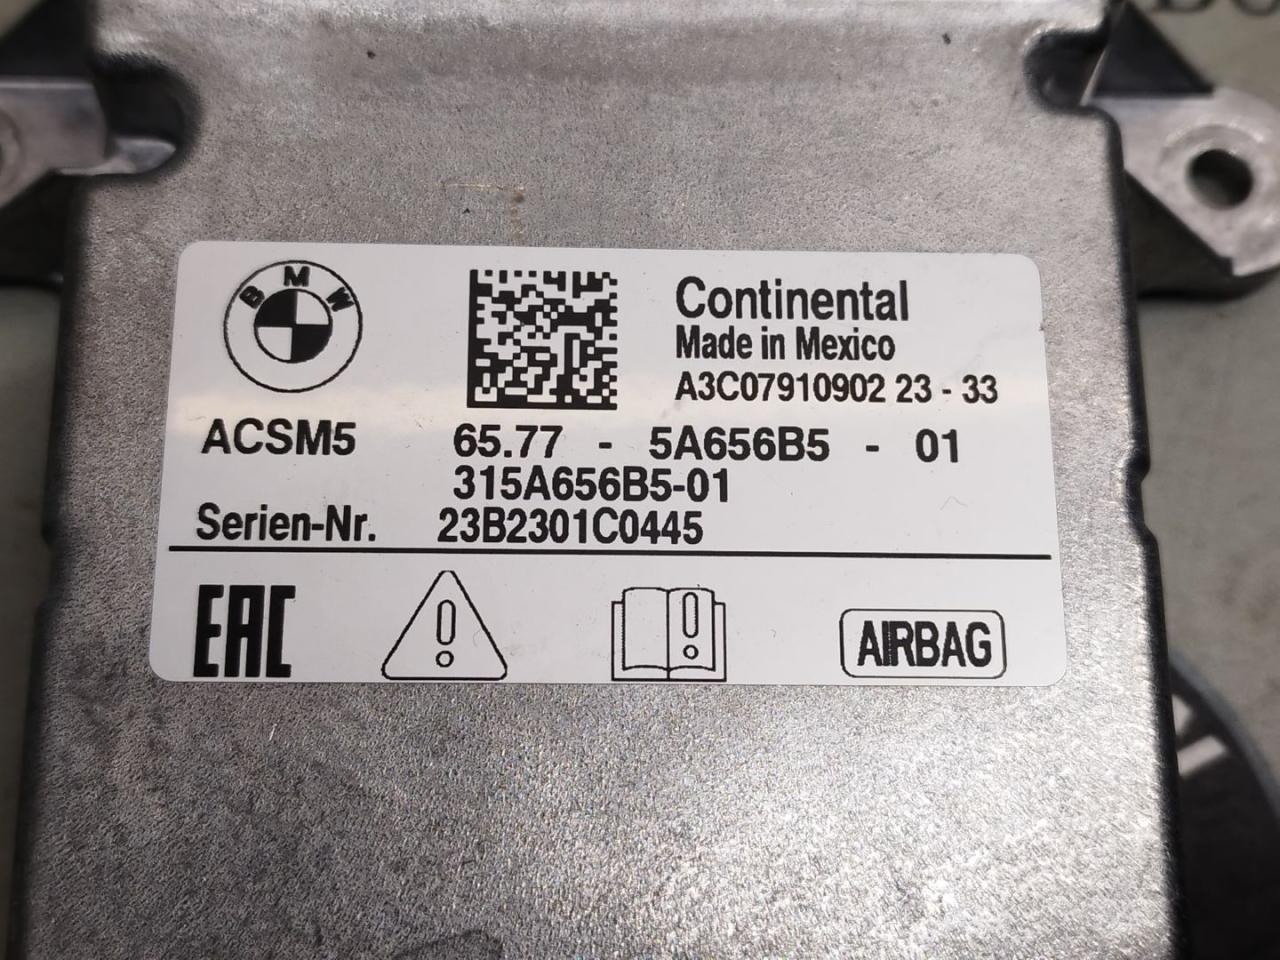 BMW
Continental
Made in Mexico
A3C07910902 23 - 33
ACSM5 65.77 - 5A656B5 - 01
315A656B5-01
Serien-Nr. 23B2301C0445
EAC
AIRBAG